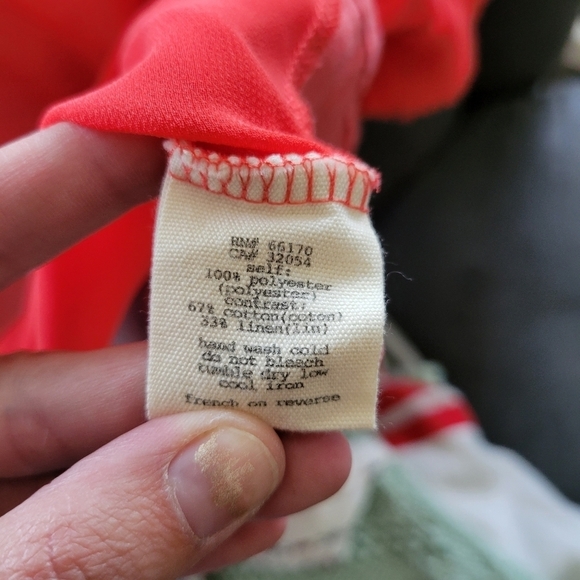 RN# 66170
CA# 32054
self:
100% polyester
(polyester)
contrast:
67% cotton(coton)
33% linen(lin)
hand wash cold
do not bleach
tumble dry low
cool iron
french on reverse